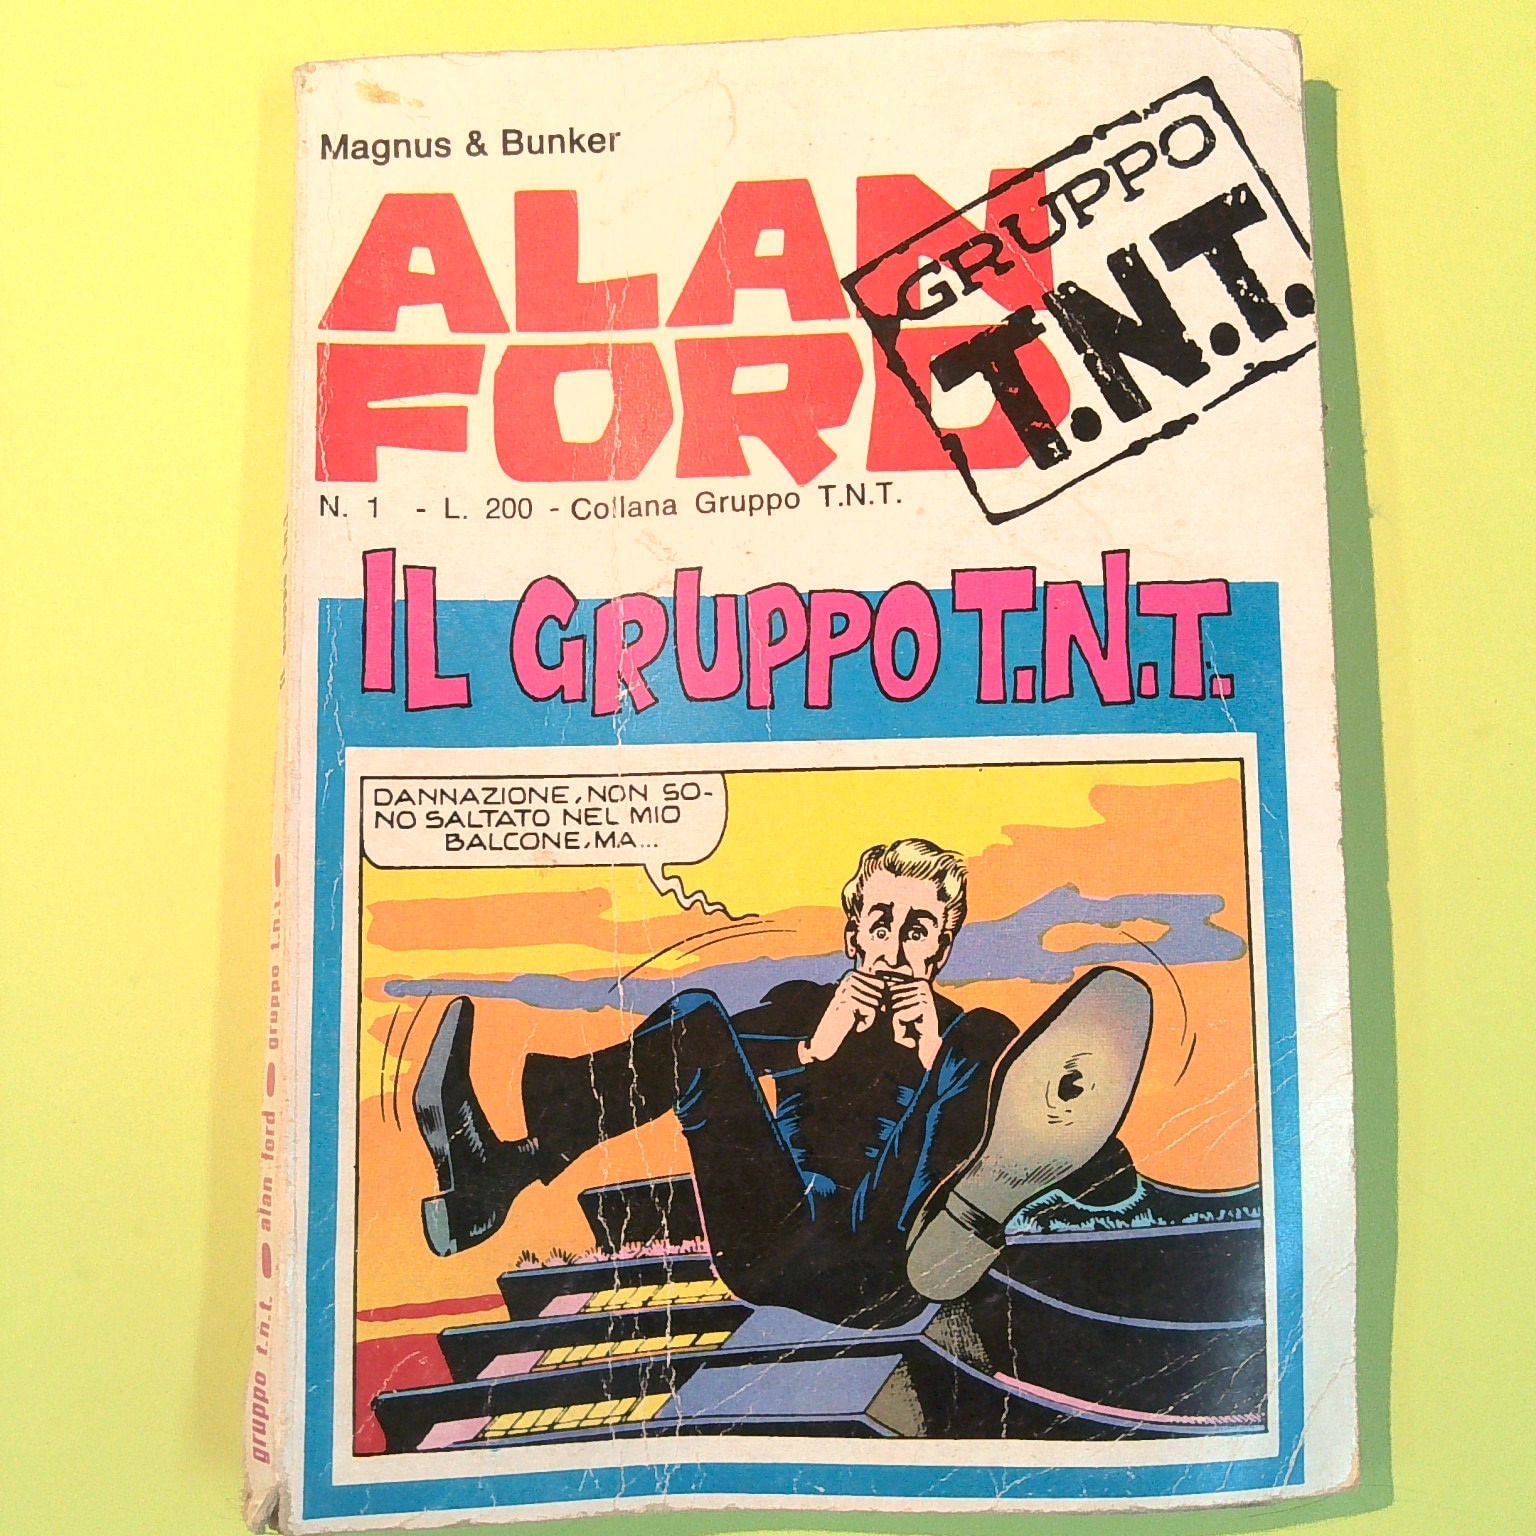 Magnus & Bunker
ALAN
FORD
GRUPPO
T.N.T.
N. 1 - L. 200 - Collana Gruppo T.N.T.
IL GRUPPO T.N.T.
DANNAZIONE, NON SO-
NO SALTATO NEL MIO
BALCONE, MA...
gruppo t.n.t. ● alan ford ● gruppo t.n.t.